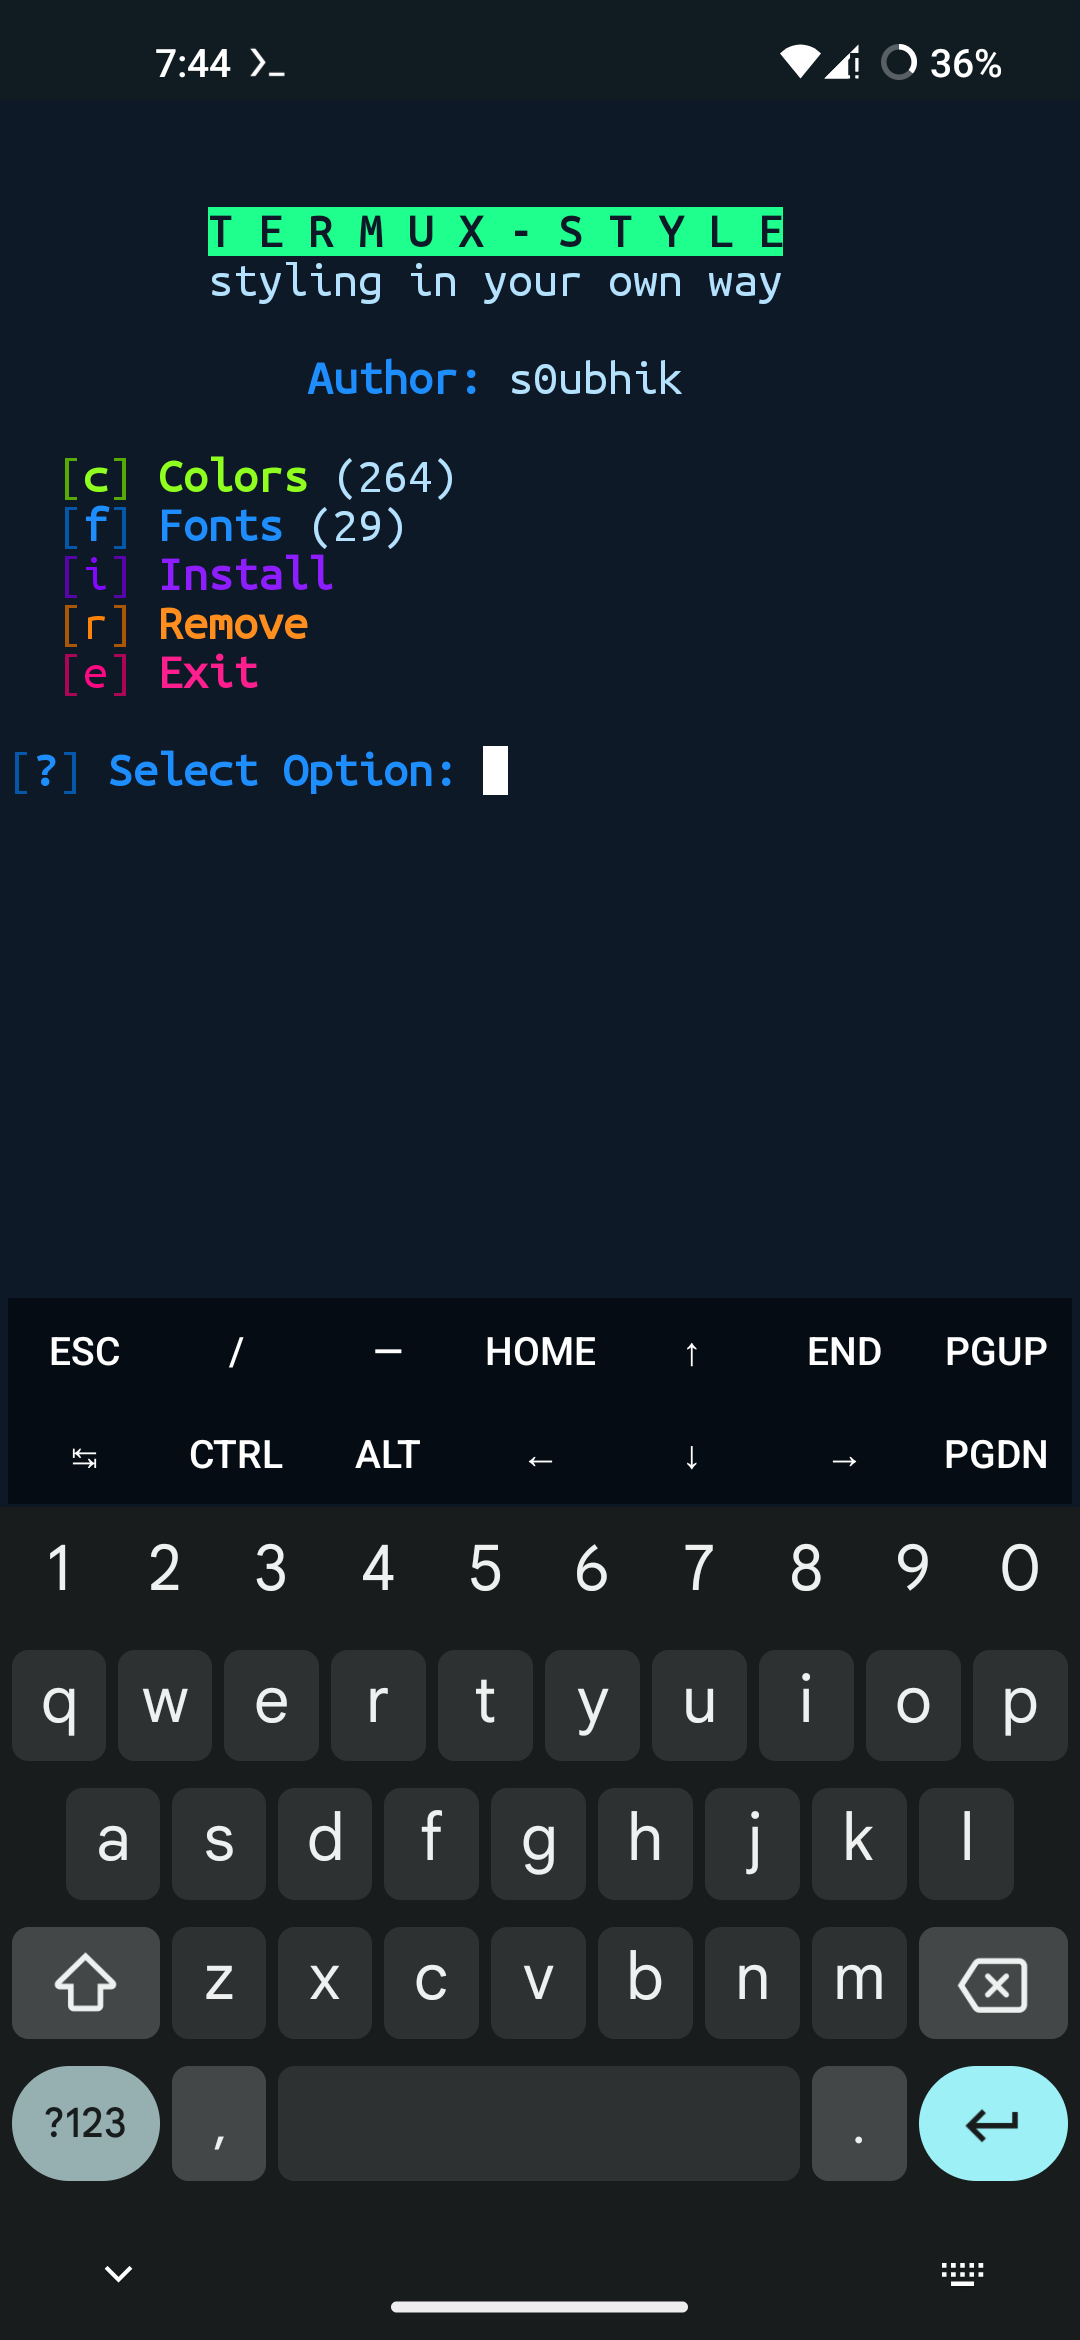 7:44 36%
T E R M U X - S T Y L E
styling in your own way
Author: s0ubhik
[c] Colors (264)
[f] Fonts (29)
[i] Install
[r] Remove
[e] Exit
[?] Select Option:
ESC / — HOME ↑ END PGUP
↹ CTRL ALT ← ↓ → PGDN
1 2 3 4 5 6 7 8 9 0
q w e r t y u i o p
a s d f g h j k l
z x c v b n m
?123 , .